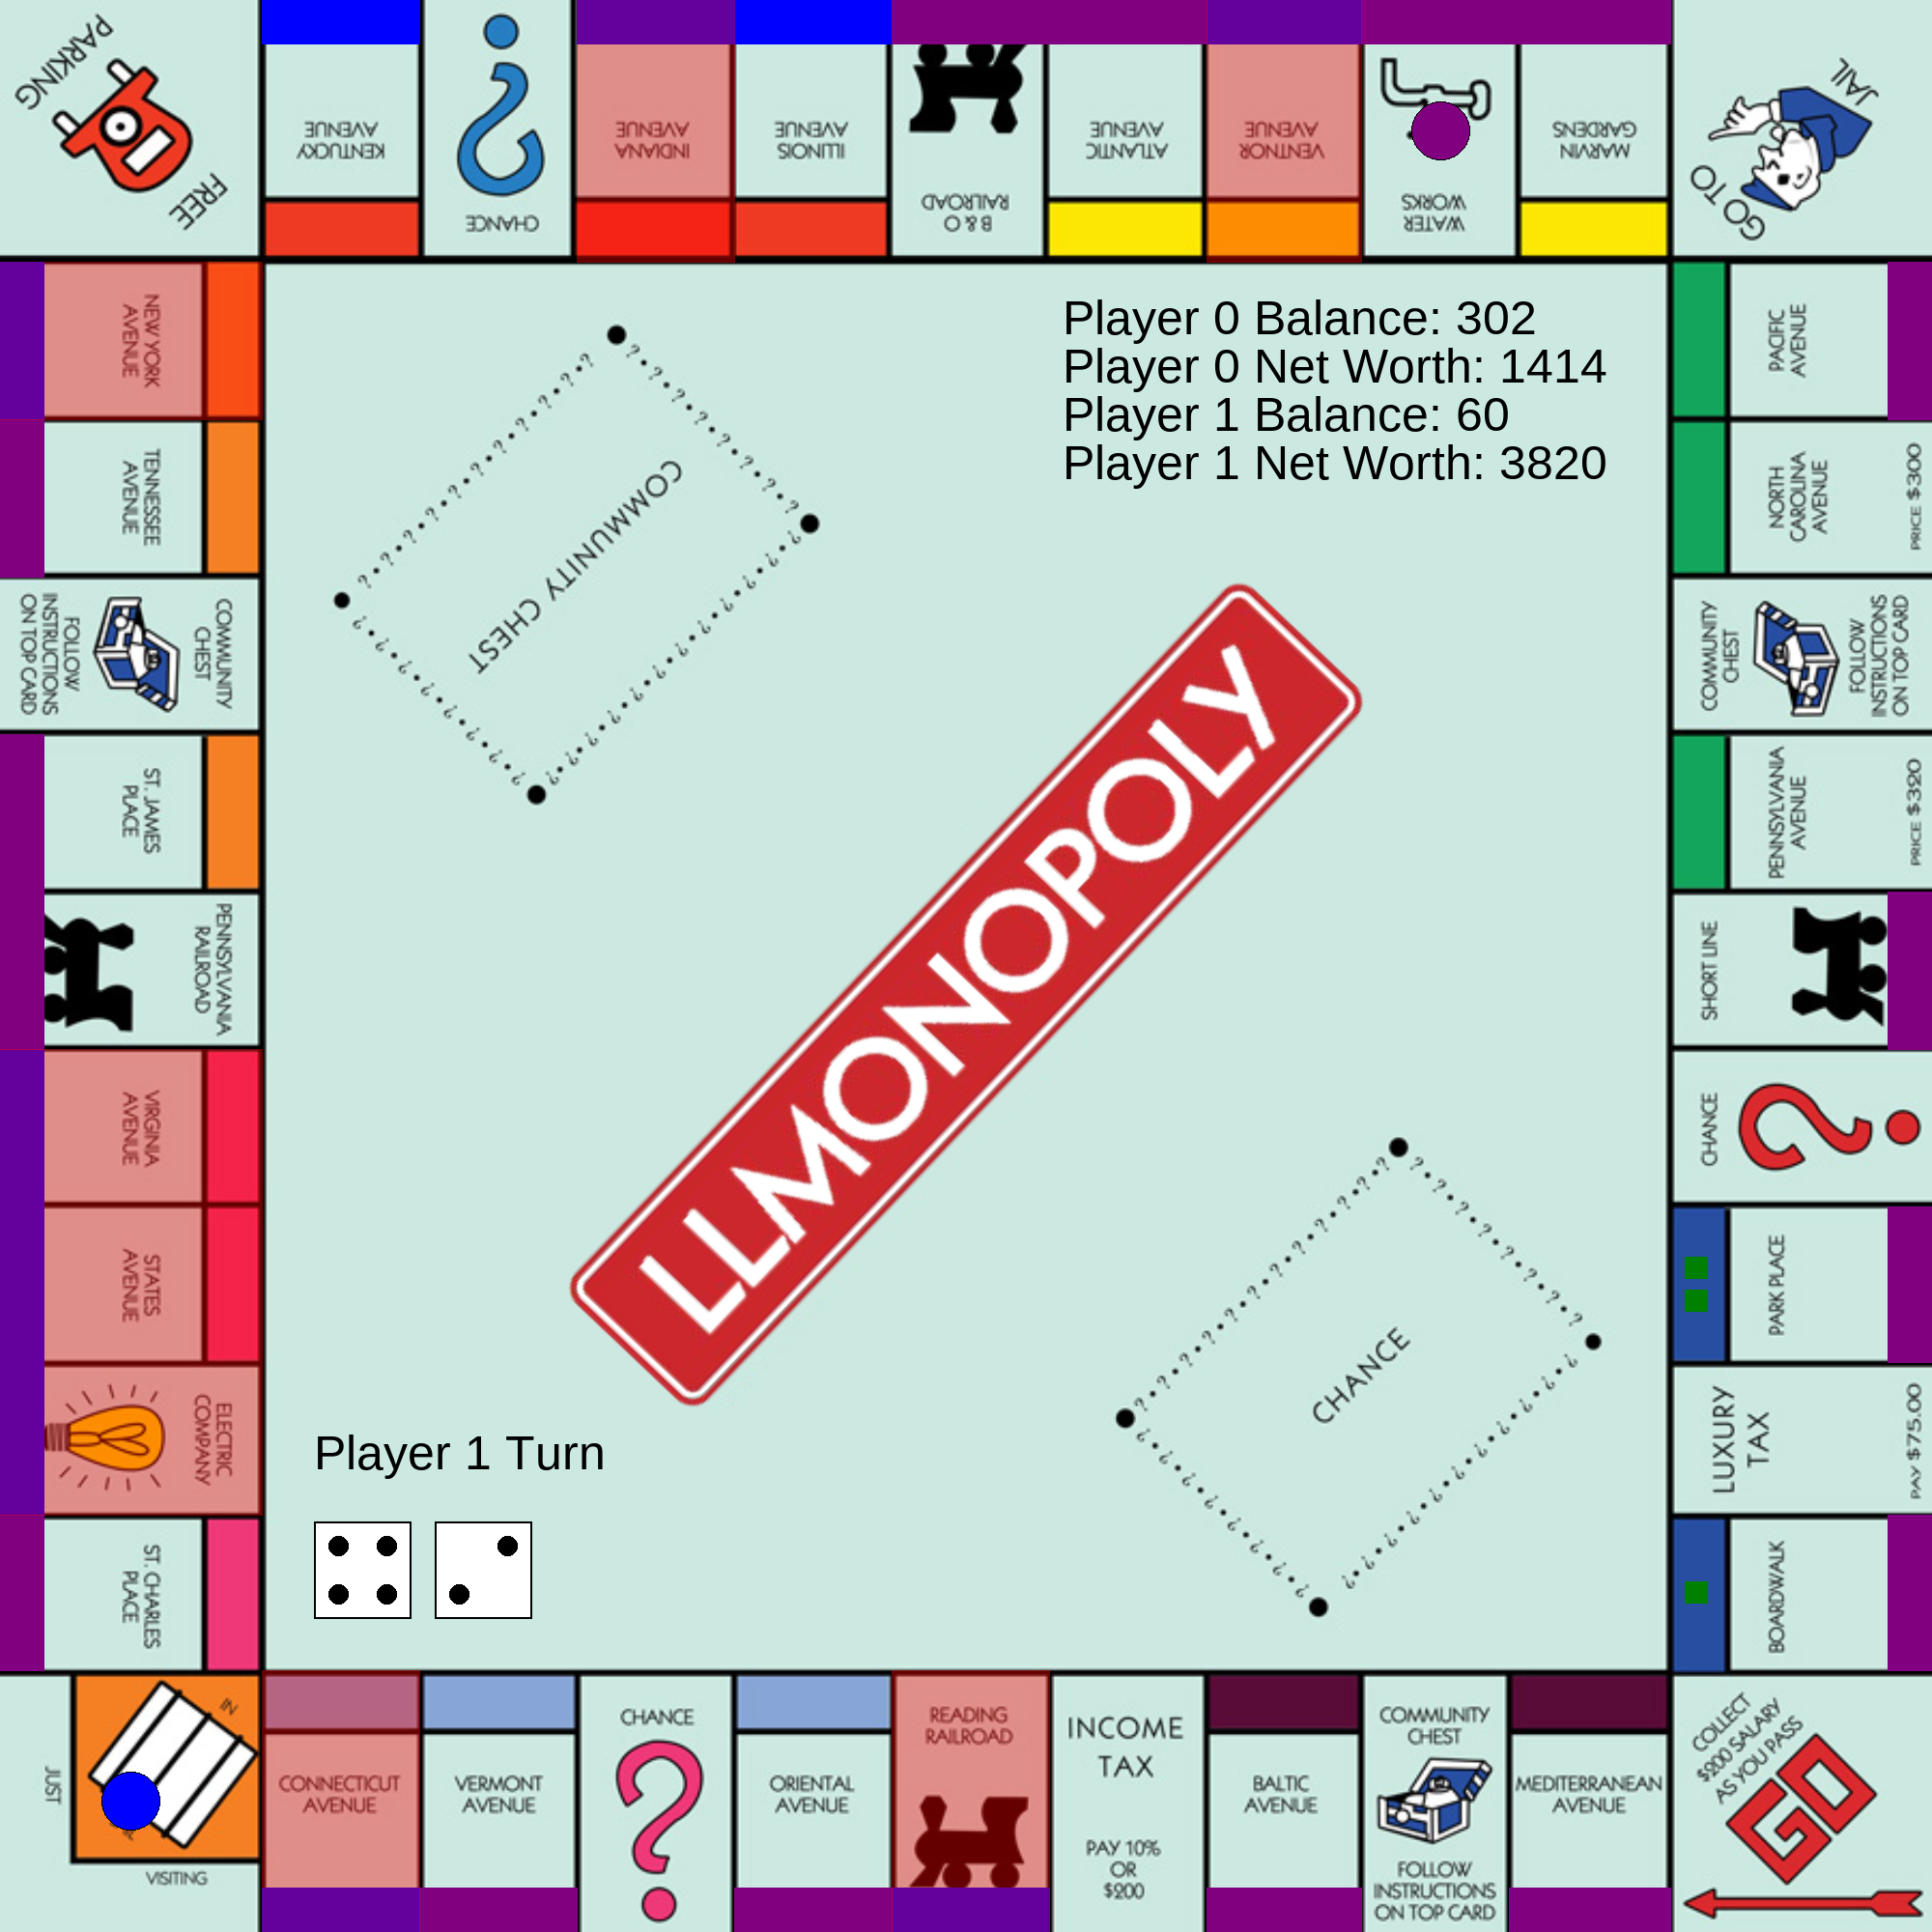 FREE
PARKING
KENTUCKY
AVENUE
CHANCE
INDIANA
AVENUE
ILLINOIS
AVENUE
B & O
RAILROAD
ATLANTIC
AVENUE
VENTNOR
AVENUE
WATER
WORKS
MARVIN
GARDENS
GO TO
JAIL
NEW YORK
AVENUE
TENNESSEE
AVENUE
COMMUNITY
CHEST
FOLLOW
INSTRUCTIONS
ON TOP CARD
ST. JAMES
PLACE
PENNSYLVANIA
RAILROAD
VIRGINIA
AVENUE
STATES
AVENUE
ELECTRIC
COMPANY
ST. CHARLES
PLACE
Player 0 Balance: 302
Player 0 Net Worth: 1414
Player 1 Balance: 60
Player 1 Net Worth: 3820
COMMUNITY CHEST
LLMONOPOLY
CHANCE
Player 1 Turn
PACIFIC
AVENUE
NORTH
CAROLINA
AVENUE
PRICE $300
COMMUNITY
CHEST
FOLLOW
INSTRUCTIONS
ON TOP CARD
PENNSYLVANIA
AVENUE
PRICE $320
SHORT LINE
CHANCE
PARK PLACE
LUXURY
TAX
PAY $75.00
BOARDWALK
JUST
VISITING
IN
CONNECTICUT
AVENUE
VERMONT
AVENUE
CHANCE
ORIENTAL
AVENUE
READING
RAILROAD
INCOME
TAX
PAY 10%
OR
$200
BALTIC
AVENUE
COMMUNITY
CHEST
FOLLOW
INSTRUCTIONS
ON TOP CARD
MEDITERRANEAN
AVENUE
COLLECT
$200 SALARY
AS YOU PASS
GO